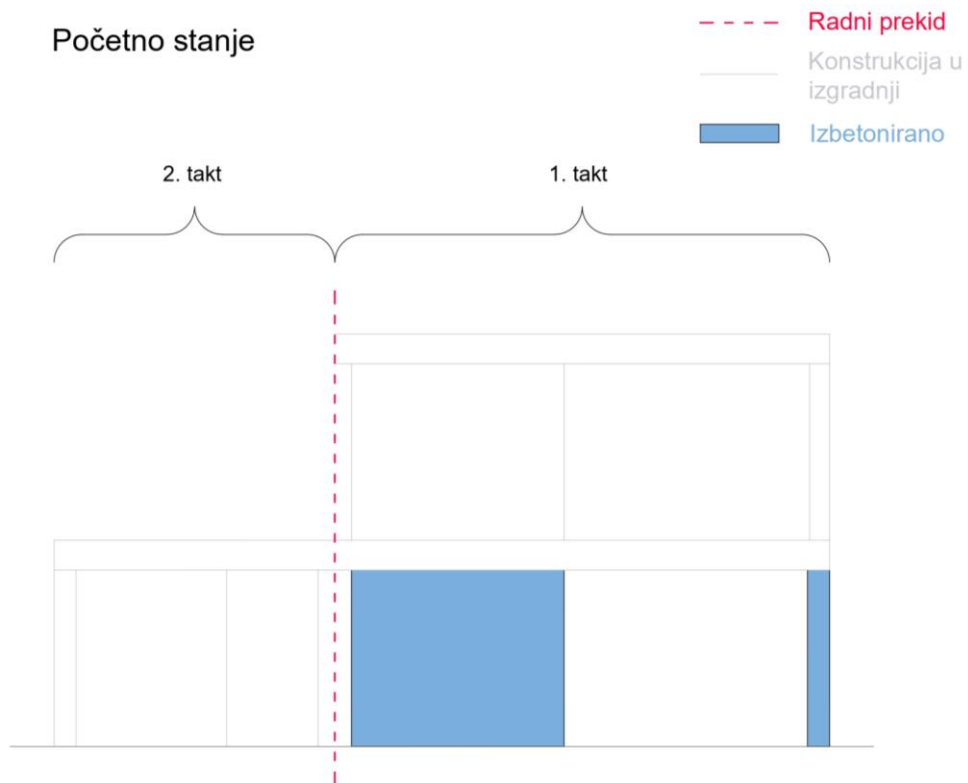 Početno stanje
Radni prekid
Konstrukcija u
izgradnji
Izbetonirano
2. takt
1. takt